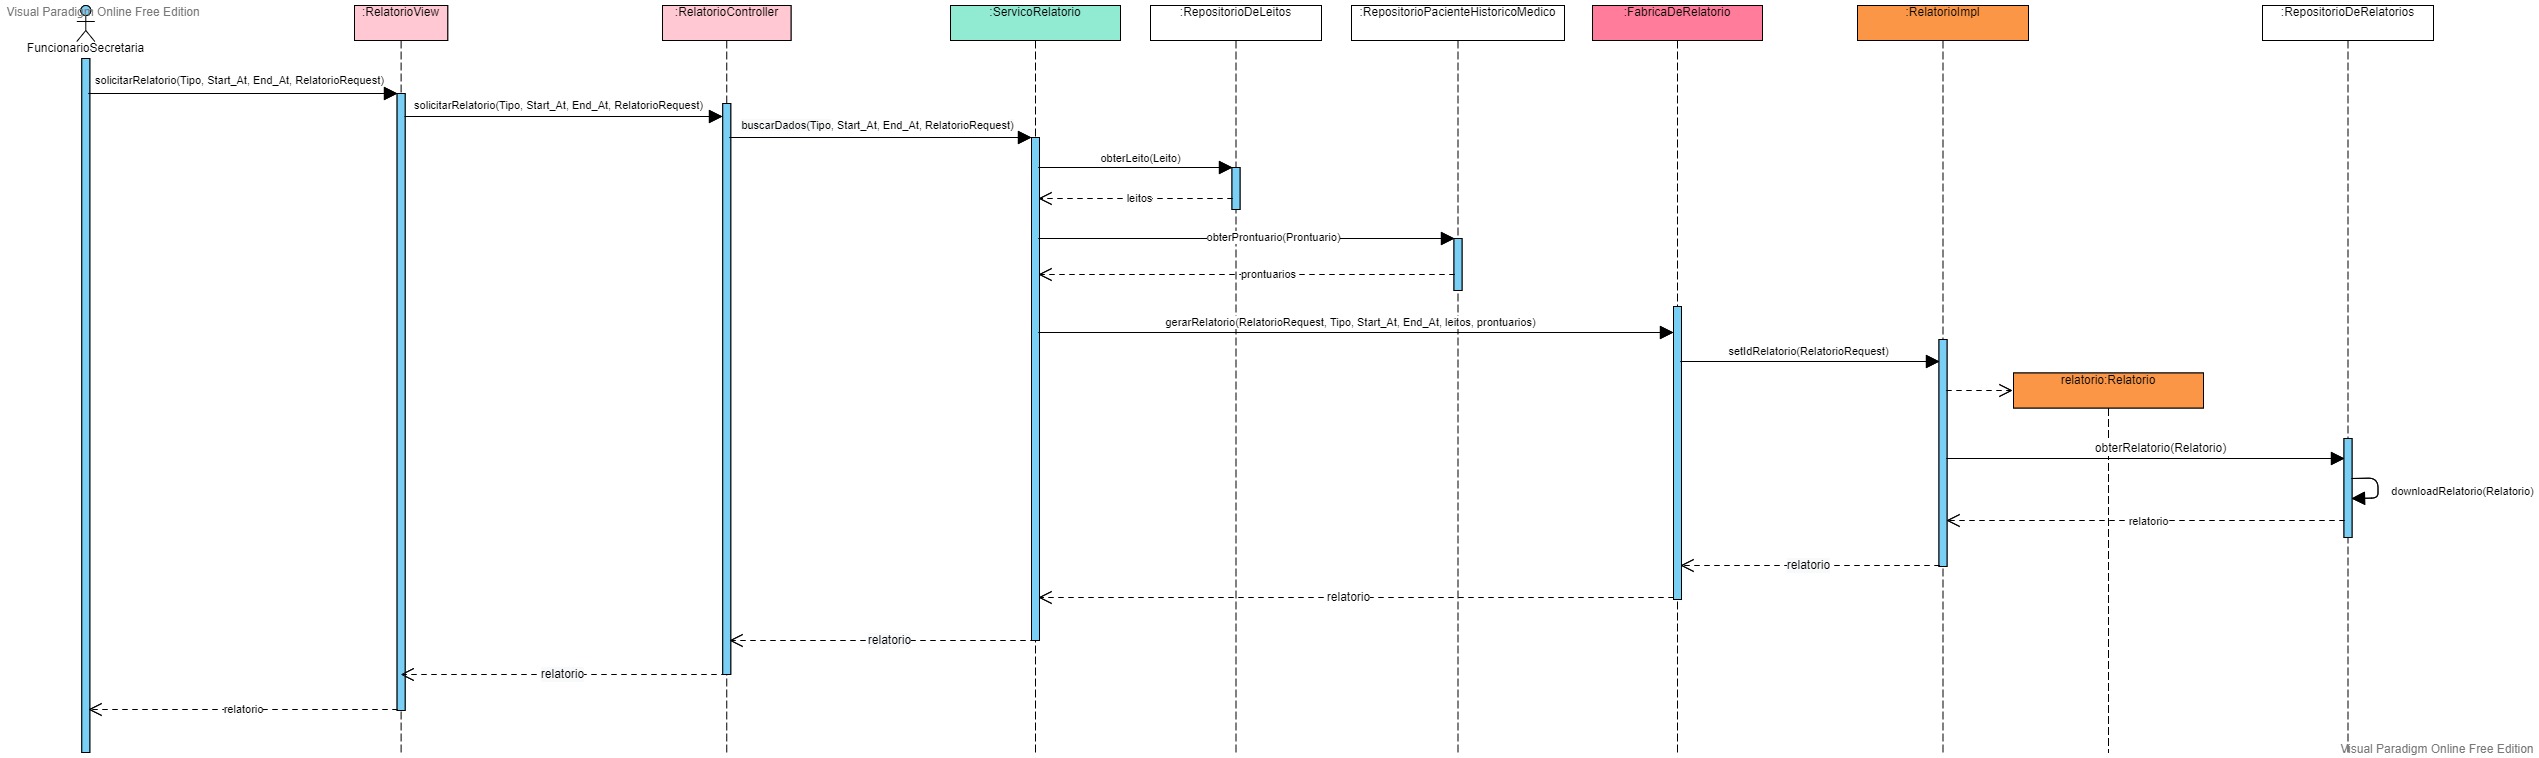 Visual Paradigm Online Free Edition
:RelatorioView
:RelatorioController
:ServicoRelatorio
:RepositorioDeLeitos
:RepositorioPacienteHistoricoMedico
:FabricaDeRelatorio
:RelatorioImpl
:RepositorioDeRelatorios
FuncionarioSecretaria
solicitarRelatorio(Tipo, Start_At, End_At, RelatorioRequest)
solicitarRelatorio(Tipo, Start_At, End_At, RelatorioRequest)
buscarDados(Tipo, Start_At, End_At, RelatorioRequest)
obterLeito(Leito)
leitos
obterProntuario(Prontuario)
prontuarios
gerarRelatorio(RelatorioRequest, Tipo, Start_At, End_At, leitos, prontuarios)
setIdRelatorio(RelatorioRequest)
relatorio:Relatorio
obterRelatorio(Relatorio)
downloadRelatorio(Relatorio)
relatorio
relatorio
relatorio
relatorio
relatorio
relatorio
Visual Paradigm Online Free Edition